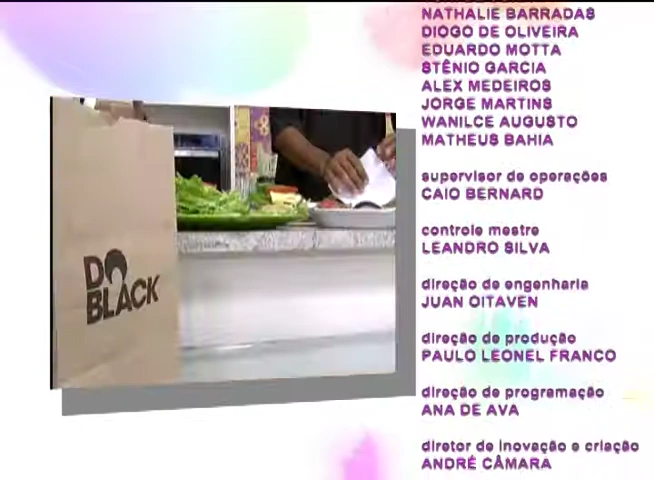 NATHALIE BARRADAS
DIOGO DE OLIVEIRA
EDUARDO MOTTA
STÊNIO GARCIA
ALEX MEDEIROS
JORGE MARTINS
WANILCE AUGUSTO
MATHEUS BAHIA
supervisor de operações
CAIO BERNARD
controle mestre
LEANDRO SILVA
direção de engenharia
JUAN OITAVEN
direção de produção
PAULO LEONEL FRANCO
direção de programação
ANA DE AVA
diretor de inovação e criação
ANDRÉ CÂMARA
DO
BLACK